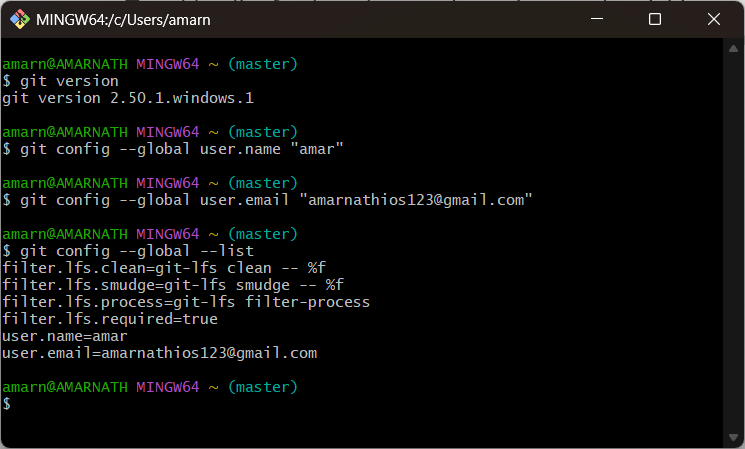 MINGW64:/c/Users/amarn
amarn@AMARNATH MINGW64 ~ (master)
$ git version
git version 2.50.1.windows.1
amarn@AMARNATH MINGW64 ~ (master)
$ git config --global user.name "amar"
amarn@AMARNATH MINGW64 ~ (master)
$ git config --global user.email "amarnathios123@gmail.com"
amarn@AMARNATH MINGW64 ~ (master)
$ git config --global --list
filter.lfs.clean=git-lfs clean -- %f
filter.lfs.smudge=git-lfs smudge -- %f
filter.lfs.process=git-lfs filter-process
filter.lfs.required=true
user.name=amar
user.email=amarnathios123@gmail.com
amarn@AMARNATH MINGW64 ~ (master)
$